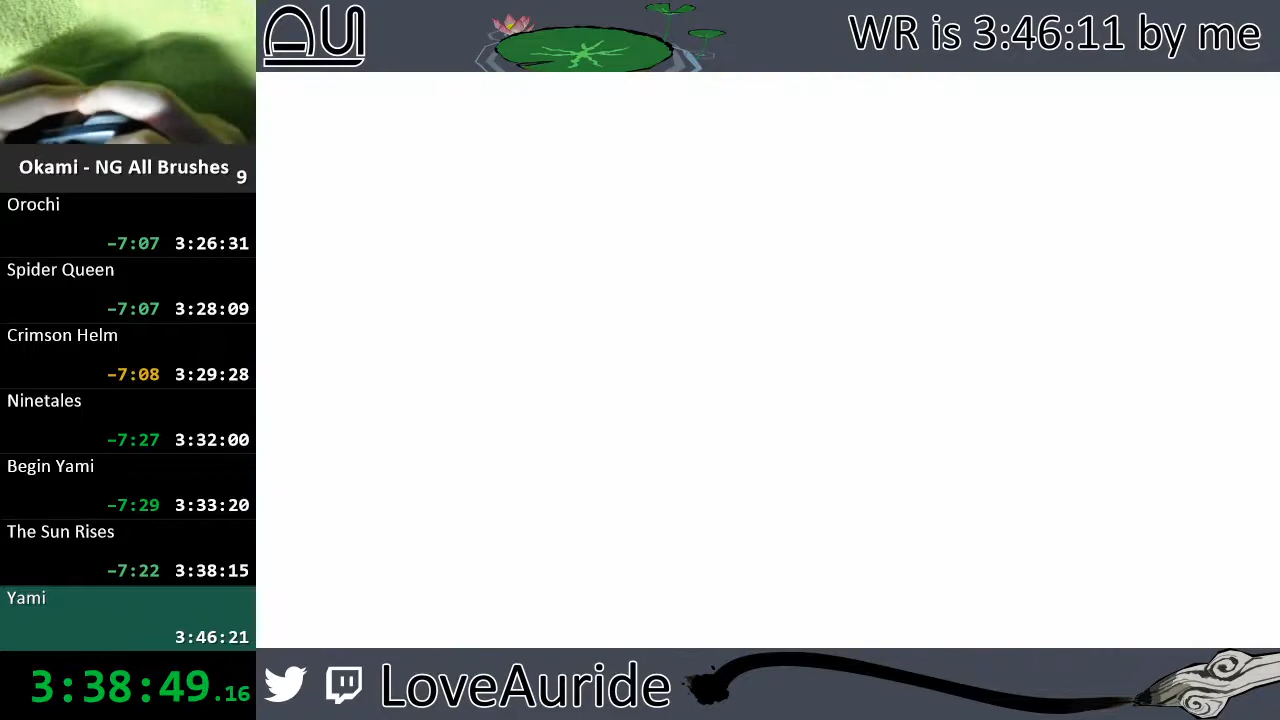 AU
WR is 3:46:11 by me
Okami - NG All Brushes 9
Orochi
-7:07 3:26:31
Spider Queen
-7:07 3:28:09
Crimson Helm
-7:08 3:29:28
Ninetales
-7:27 3:32:00
Begin Yami
-7:29 3:33:20
The Sun Rises
-7:22 3:38:15
Yami
3:46:21
3:38:49.16
LoveAuride